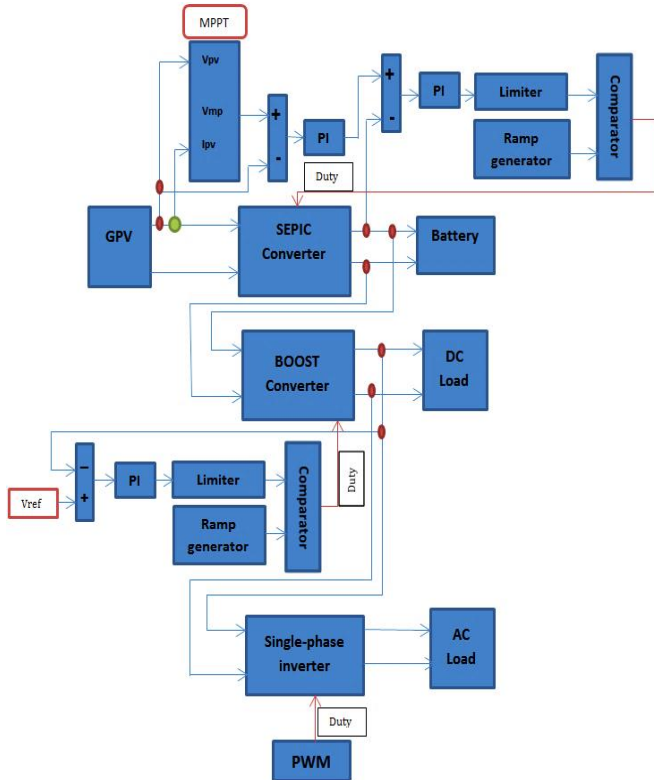 MPPT
Vpv
Vmp
Ipv
+
-
PI
+
-
PI
Limiter
Ramp
generator
Comparator
Duty
GPV
SEPIC
Converter
Battery
BOOST
Converter
DC
Load
Vref
–
+
PI
Limiter
Ramp
generator
Comparator
Duty
Single-phase
inverter
AC
Load
Duty
PWM